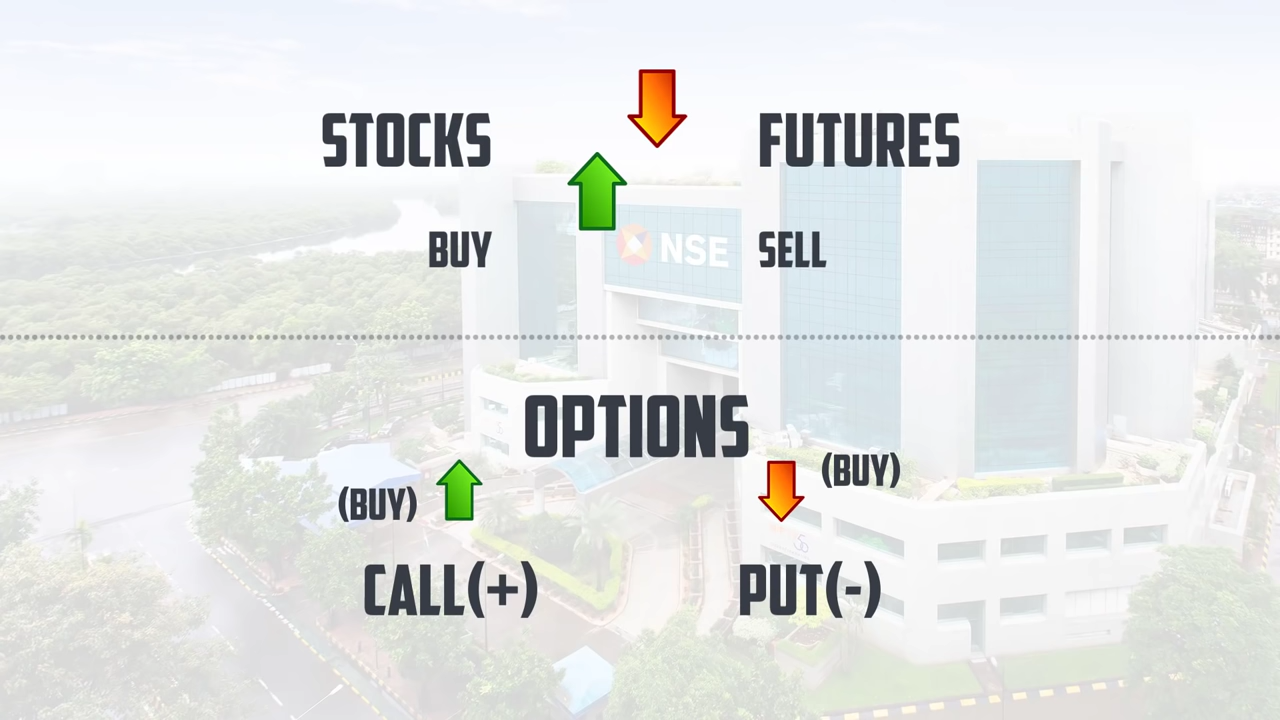 STOCKS
FUTURES
BUY
NSE
SELL
OPTIONS
(BUY)
(BUY)
CALL(+)
PUT(-)